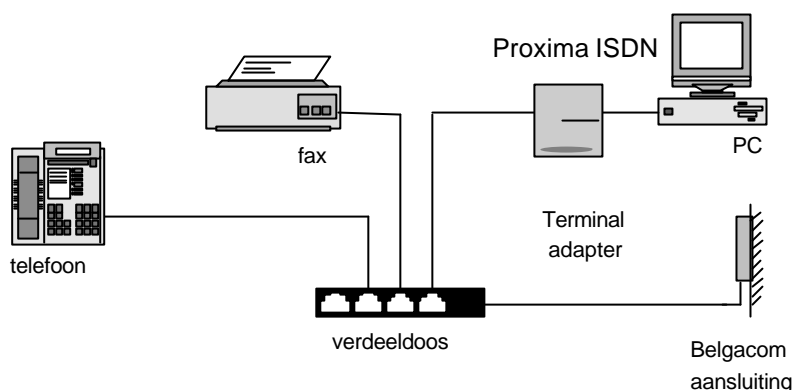 Proxima ISDN
fax
PC
telefoon
Terminal
adapter
verdeeldoos
Belgacom
aansluiting